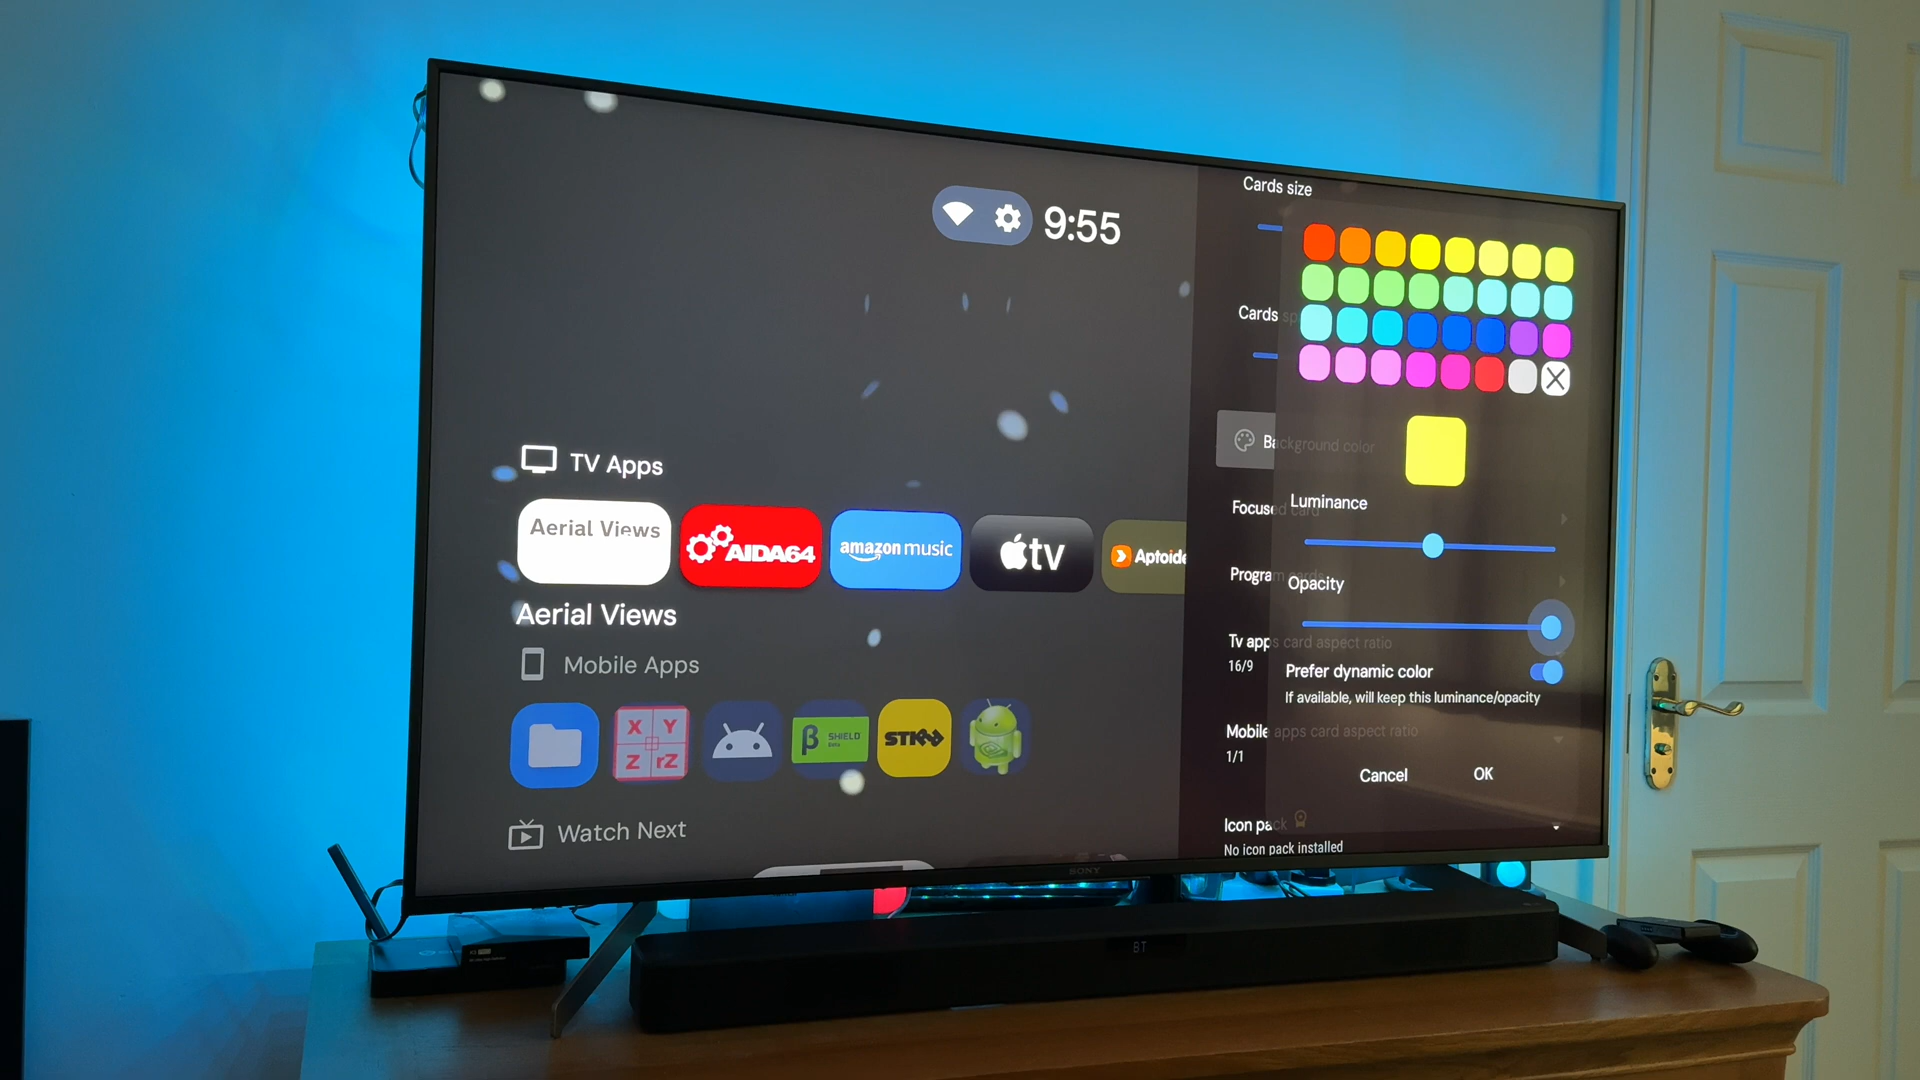 9:55
TV Apps
Aerial Views
AIDA64
amazon music
tv
Aptoide
Aerial Views
Mobile Apps
X Y
Z rZ
β SHIELD
Beta
STK
Watch Next
Cards size
Cards sp
Background color
Focused card
Luminance
Program cards
Opacity
Tv apps card aspect ratio
16/9
Prefer dynamic color
If available, will keep this luminance/opacity
Mobile apps card aspect ratio
1/1
Cancel
OK
Icon pack
No icon pack installed
SONY
BT